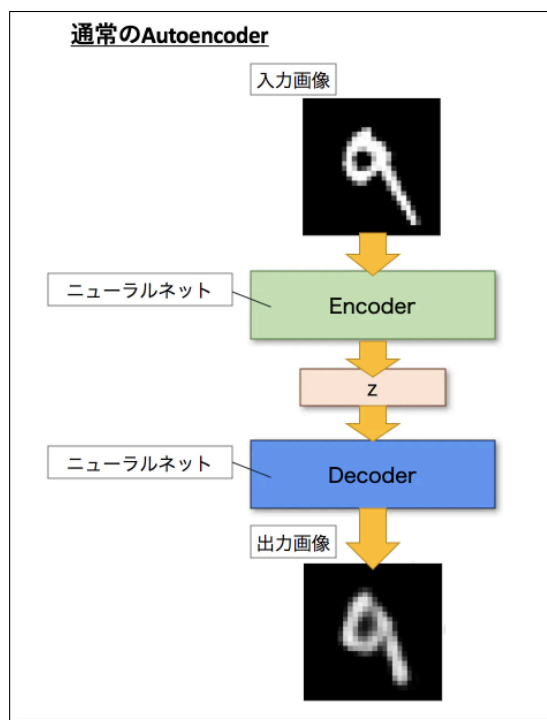 通常のAutoencoder
入力画像
ニューラルネット
Encoder
z
ニューラルネット
Decoder
出力画像